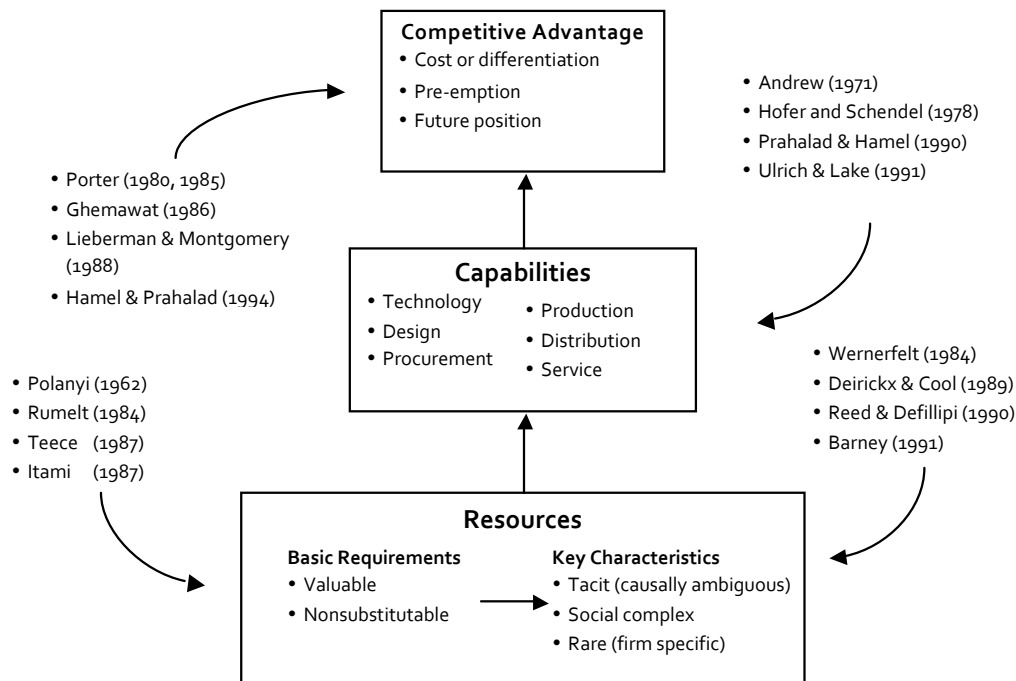 Competitive Advantage
• Cost or differentiation
• Pre-emption
• Future position
• Andrew (1971)
• Hofer and Schendel (1978)
• Prahalad & Hamel (1990)
• Ulrich & Lake (1991)
• Porter (1980, 1985)
• Ghemawat (1986)
• Lieberman & Montgomery
(1988)
• Hamel & Prahalad (1994)
Capabilities
• Technology
• Design
• Procurement
• Production
• Distribution
• Service
• Polanyi (1962)
• Rumelt (1984)
• Teece (1987)
• Itami (1987)
• Wernerfelt (1984)
• Deirickx & Cool (1989)
• Reed & Defillipi (1990)
• Barney (1991)
Resources
Basic Requirements
• Valuable
• Nonsubstitutable
Key Characteristics
• Tacit (causally ambiguous)
• Social complex
• Rare (firm specific)